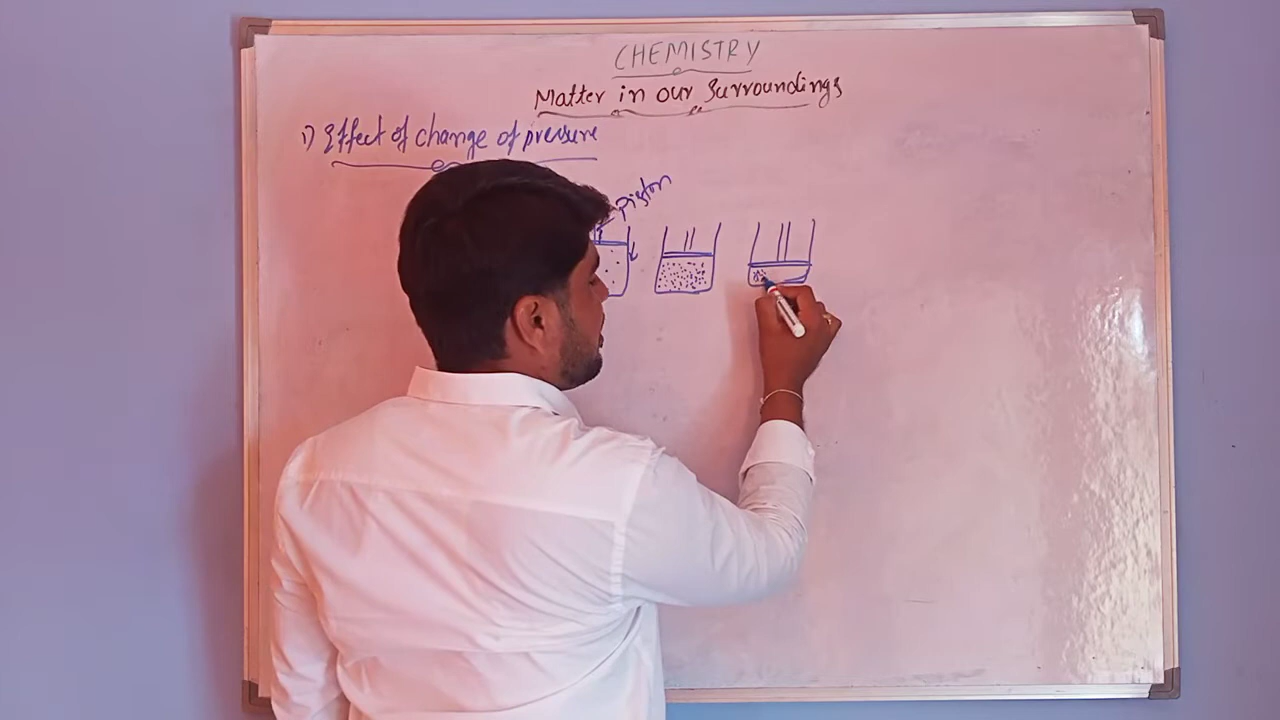 CHEMISTRY
Matter in our Surroundings
1) Effect of change of pressure
piston